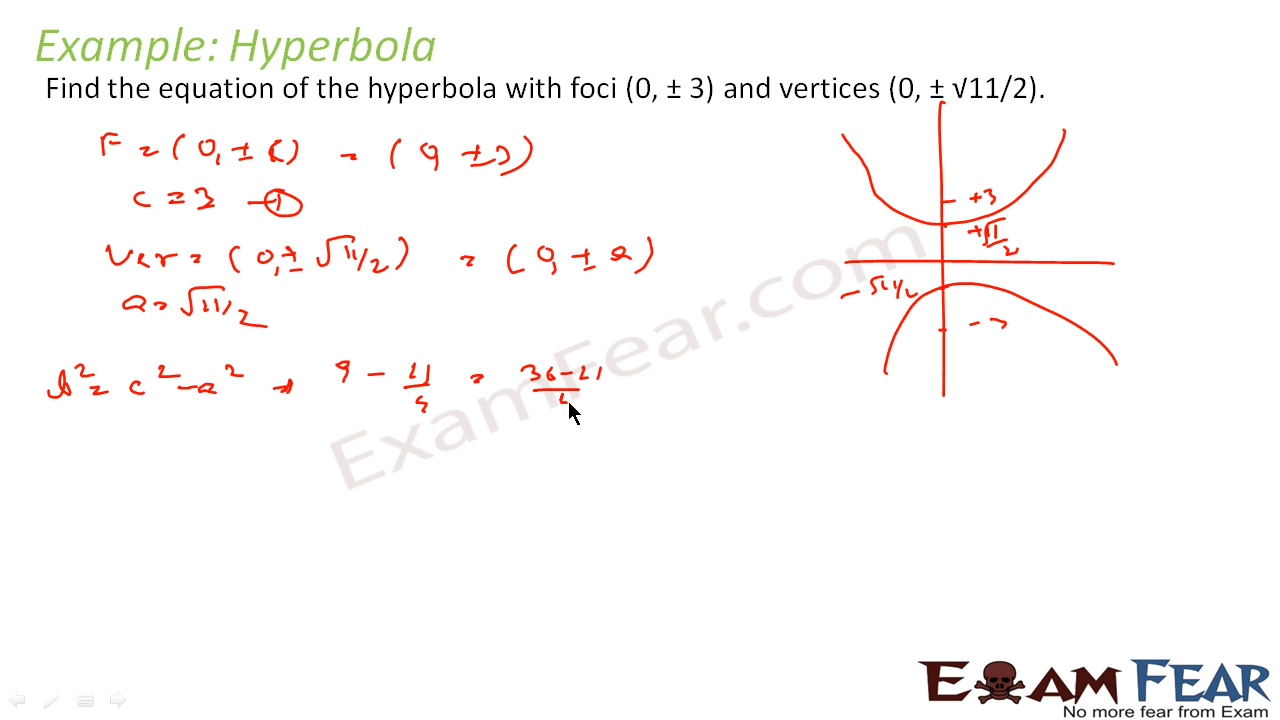 Example: Hyperbola
Find the equation of the hyperbola with foci (0, ± 3) and vertices (0, ± √11/2).
F = (0, ± c) = (0, ±3)
c = 3 —①
Ver = (0, ± √11/2) = (0, ± a)
a = √11/2
b² = c² - a² → 9 - 11/4 = 36-11/4
+3
+√11/2
- √11/2
- 3
ExamFear.com
EXAM FEAR
No more fear from Exam